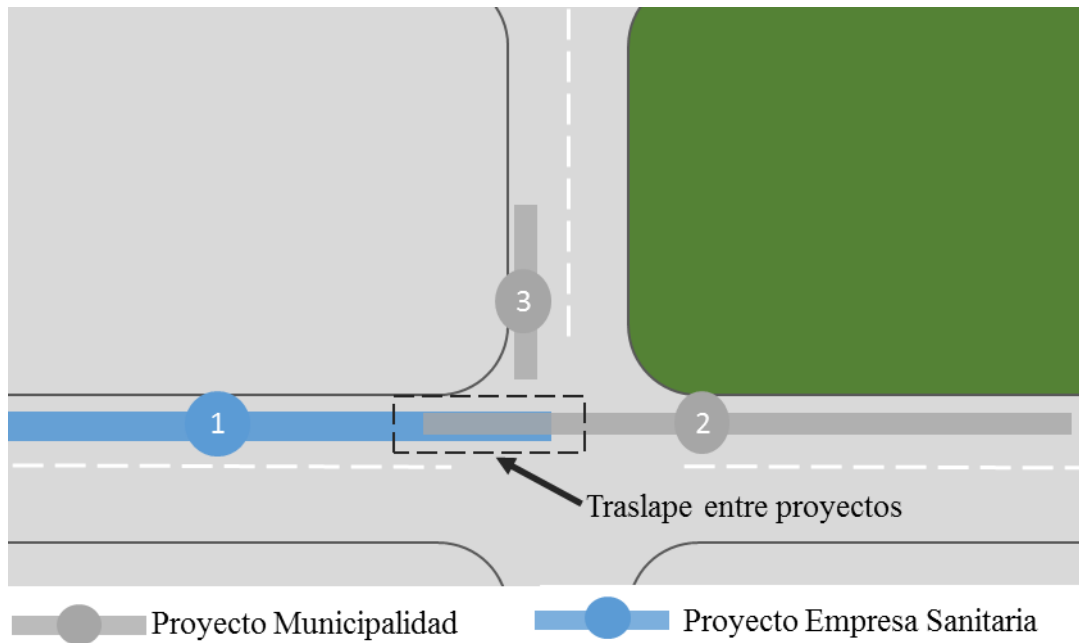 3
1
2
Traslape entre proyectos
Proyecto Municipalidad
Proyecto Empresa Sanitaria